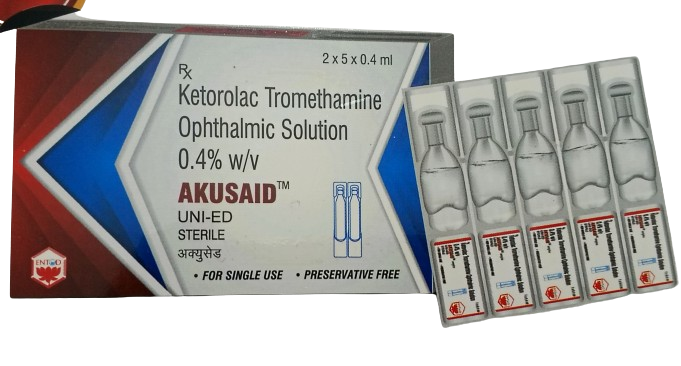 2 x 5 x 0.4 ml
Rx
Ketorolac Tromethamine
Ophthalmic Solution
0.4% w/v
AKUSAID™
UNI-ED
STERILE
अक्युसेड
• FOR SINGLE USE • PRESERVATIVE FREE
ENTOD